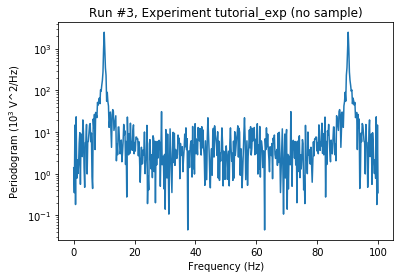 Run #3, Experiment tutorial_exp (no sample)
Periodogram (10³ V^2/Hz)
10³
10²
10¹
10⁰
10⁻¹
0 20 40 60 80 100
Frequency (Hz)